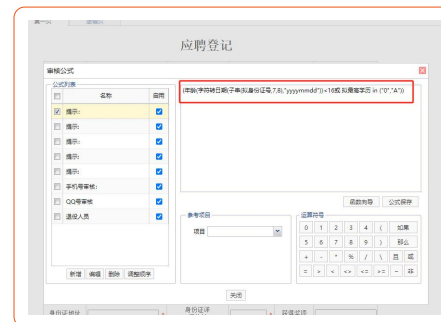 应聘登记
审核公式
公式列表
名称 启用
提示:
提示:
提示:
提示:
提示:
手机号审核:
QQ号审核
退役人员
新增 编辑 删除 调整顺序
(年龄(字符转日期(子串(拟身份证号,7,8),"yyyymmdd"))<16或 拟最高学历 in ("0","A"))
函数向导 公式保存
参考项目
项目
运算符号
0 1 2 3 4 ( 如果
5 6 7 8 9 ) 那么
+ - * % / \ 且 或
= > < <> <= >= ~ 非
关闭
身份证地址 身份证详 获得奖项